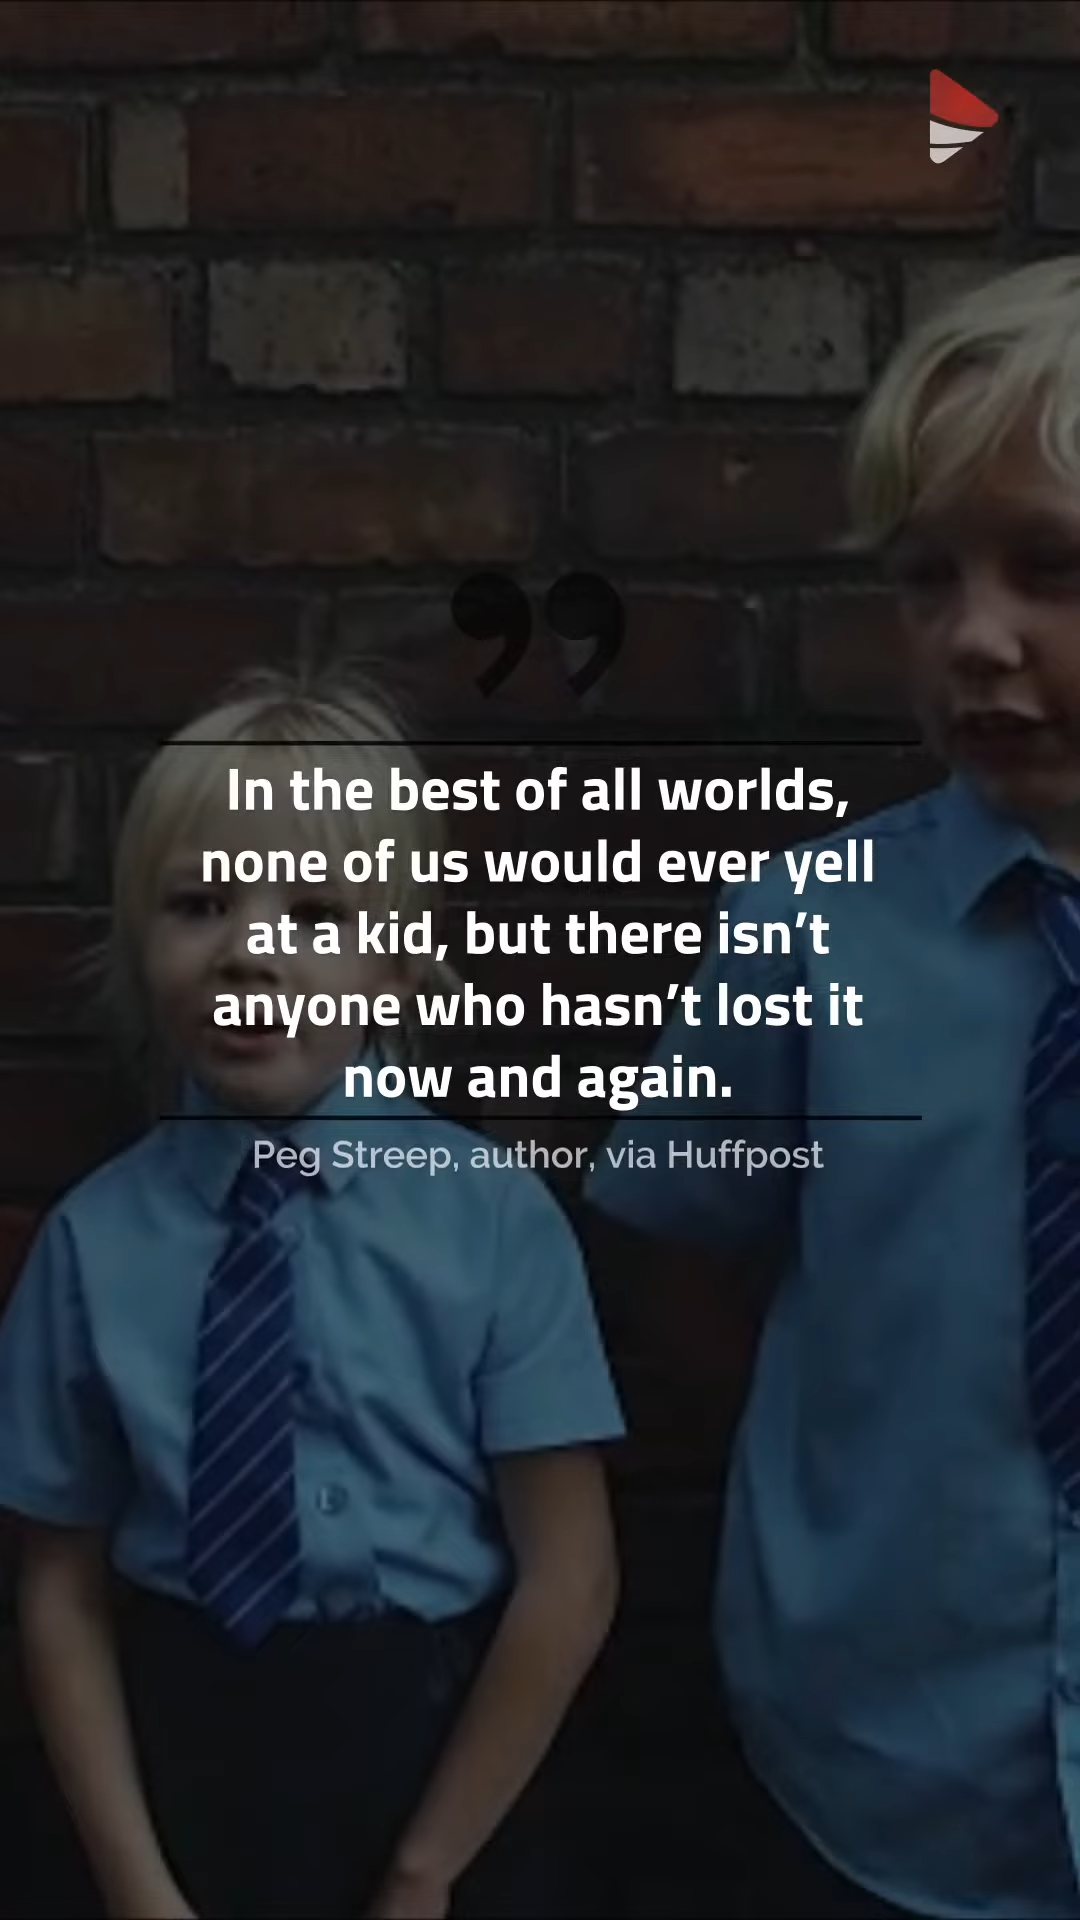 In the best of all worlds,
none of us would ever yell
at a kid, but there isn’t
anyone who hasn’t lost it
now and again.
Peg Streep, author, via Huffpost